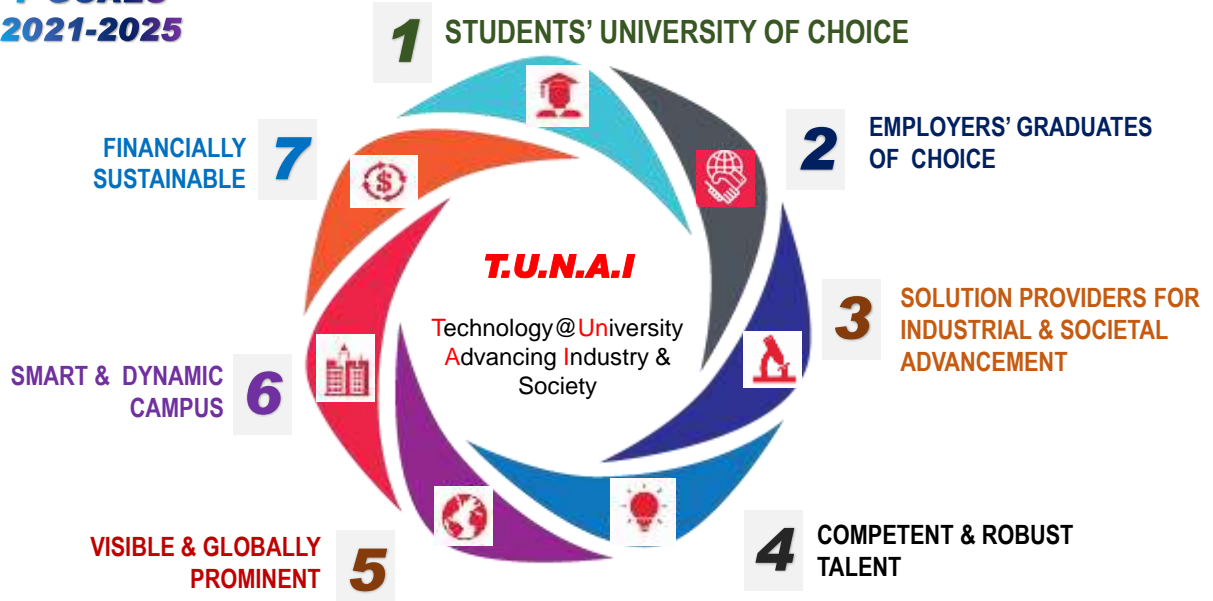 2021-2025
1 STUDENTS’ UNIVERSITY OF CHOICE
2 EMPLOYERS’ GRADUATES
OF CHOICE
3 SOLUTION PROVIDERS FOR
INDUSTRIAL & SOCIETAL
ADVANCEMENT
4 COMPETENT & ROBUST
TALENT
5 VISIBLE & GLOBALLY
PROMINENT
6 SMART & DYNAMIC
CAMPUS
7 FINANCIALLY
SUSTAINABLE
$
T.U.N.A.I
Technology@University
Advancing Industry &
Society